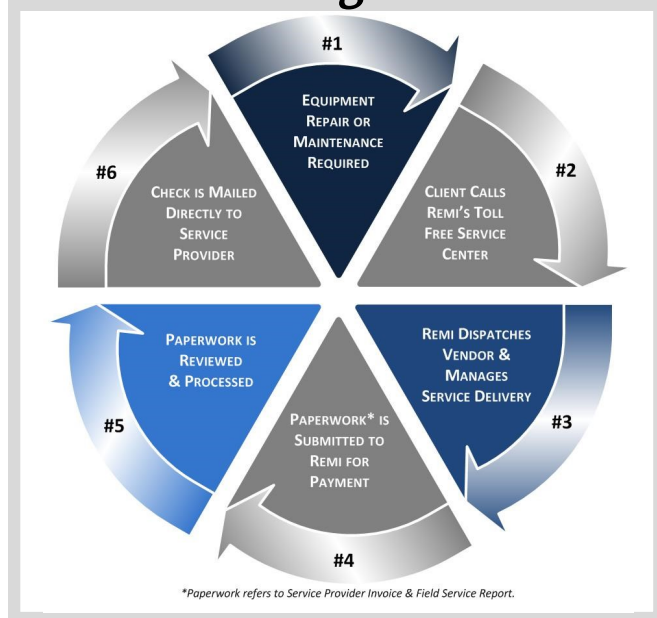 #1
EQUIPMENT
REPAIR OR
MAINTENANCE
REQUIRED
#2
CLIENT CALLS
REMI'S TOLL
FREE SERVICE
CENTER
#3
REMI DISPATCHES
VENDOR &
MANAGES
SERVICE DELIVERY
#4
PAPERWORK* IS
SUBMITTED TO
REMI FOR
PAYMENT
#5
PAPERWORK IS
REVIEWED
& PROCESSED
#6
CHECK IS MAILED
DIRECTLY TO
SERVICE
PROVIDER
*Paperwork refers to Service Provider Invoice & Field Service Report.